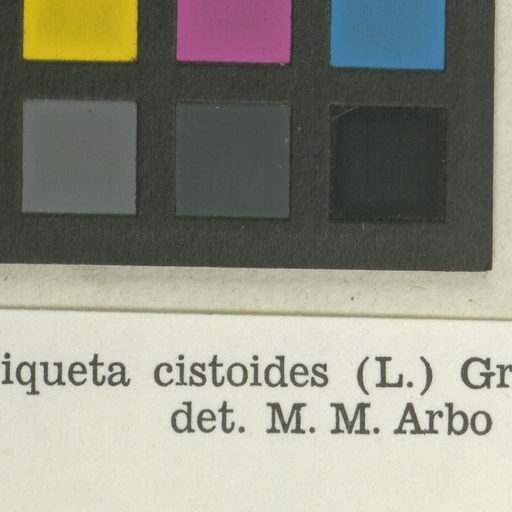 iqueta cistoides (L.) Gr
det. M. M. Arbo